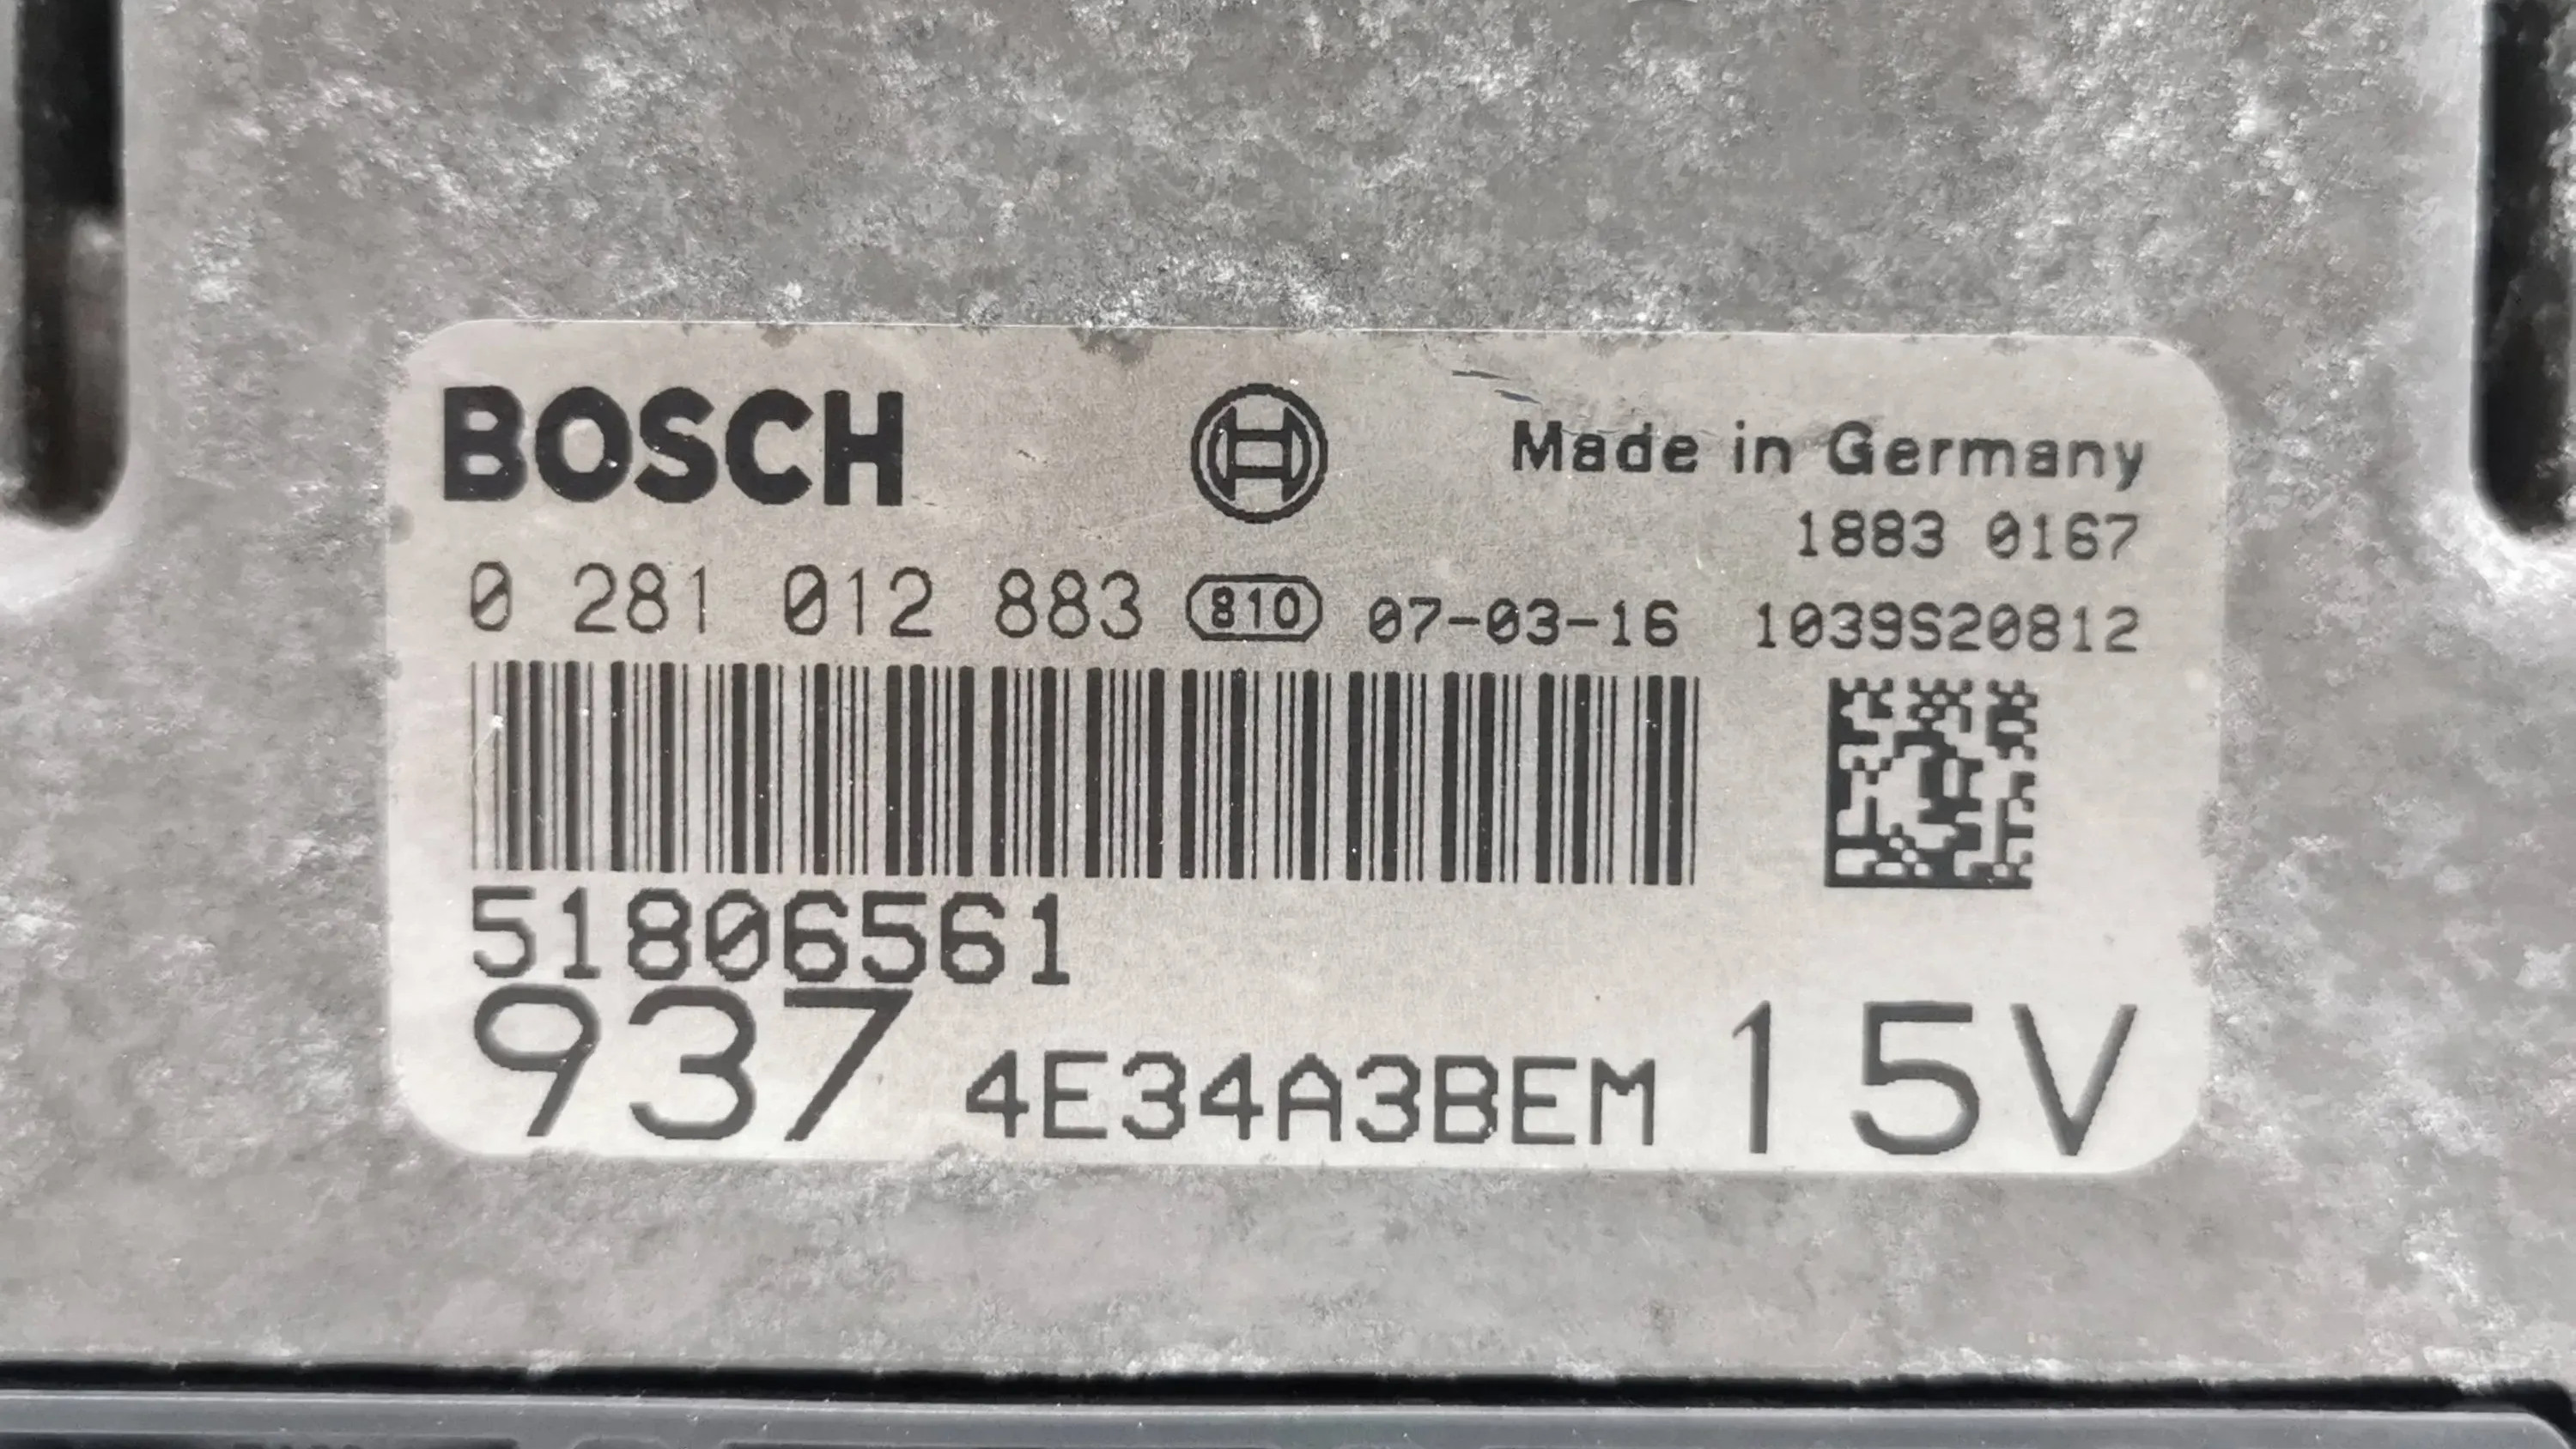 BOSCH
Made in Germany
1883 0167
0 281 012 883 810 07-03-16 1039S20812
51806561
937 4E34A3BEM 15V